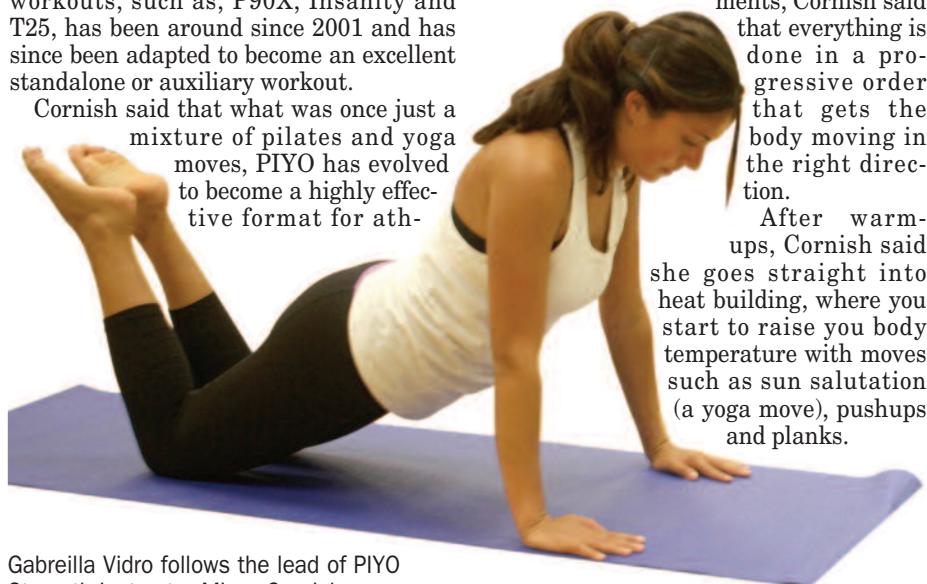 workouts, such as, P90X, Insanity and
T25, has been around since 2001 and has
since been adapted to become an excellent
standalone or auxiliary workout.
Cornish said that what was once just a
mixture of pilates and yoga
moves, PIYO has evolved
to become a highly effec-
tive format for ath-
ments, Cornish said
that everything is
done in a pro-
gressive order
that gets the
body moving in
the right direc-
tion.
After warm-
ups, Cornish said
she goes straight into
heat building, where you
start to raise you body
temperature with moves
such as sun salutation
(a yoga move), pushups
and planks.
Gabreilla Vidro follows the lead of PIYO